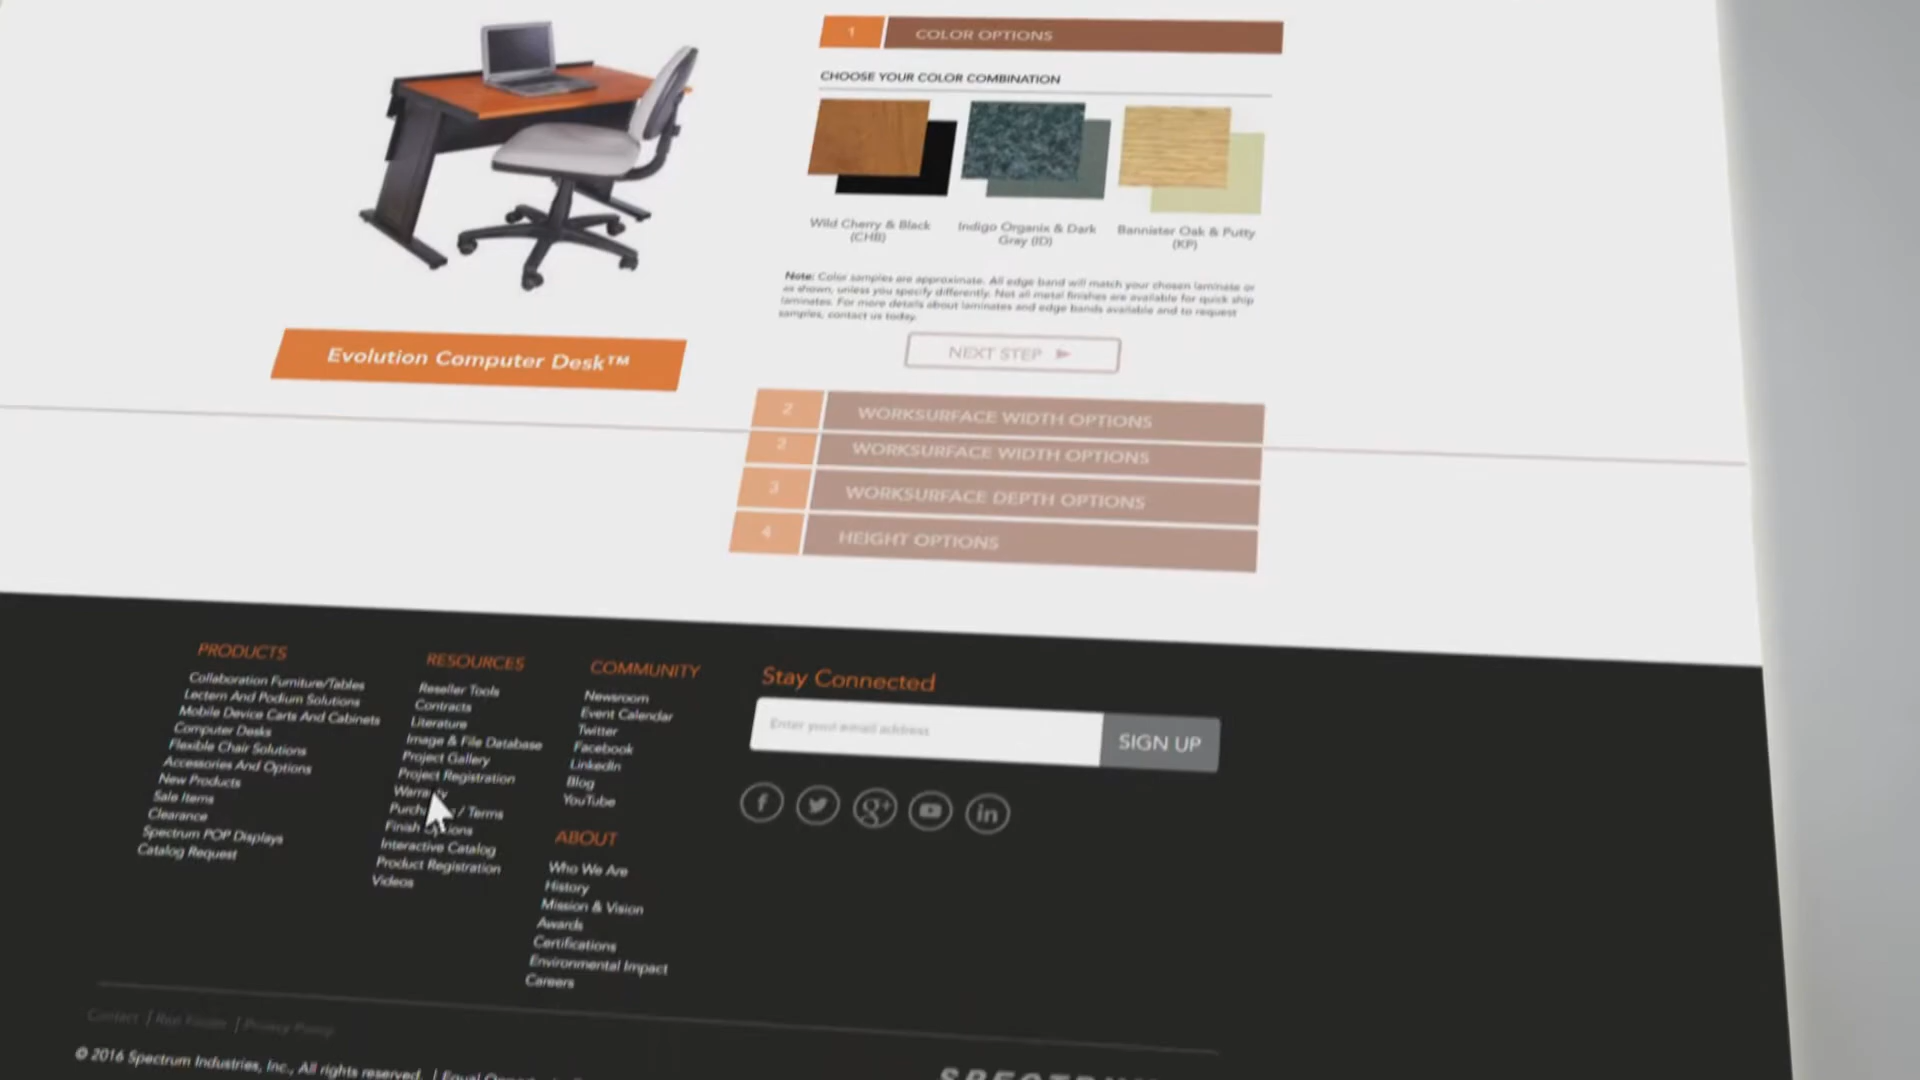 1 COLOR OPTIONS
CHOOSE YOUR COLOR COMBINATION
Wild Cherry & Black
(CHB)
Indigo Organix & Dark
Gray (ID)
Bannister Oak & Putty
(KP)
Note: Color samples are approximate. All edge band will match your chosen laminate or
as shown, unless you specify differently. Not all metal finishes are available for quick ship
laminates. For more details about laminates and edge bands available and to request
samples, contact us today.
NEXT STEP
Evolution Computer Desk™
2 WORKSURFACE WIDTH OPTIONS
2 WORKSURFACE WIDTH OPTIONS
3 WORKSURFACE DEPTH OPTIONS
4 HEIGHT OPTIONS
PRODUCTS
Collaboration Furniture/Tables
Lectern And Podium Solutions
Mobile Device Carts And Cabinets
Computer Desks
Flexible Chair Solutions
Accessories And Options
New Products
Sale Items
Clearance
Spectrum POP Displays
Catalog Request
RESOURCES
Reseller Tools
Contracts
Literature
Image & File Database
Project Gallery
Project Registration
Warranty
/ Terms
Finish Options
Interactive Catalog
Product Registration
Videos
COMMUNITY
Newsroom
Event Calendar
Twitter
Facebook
LinkedIn
Blog
YouTube
ABOUT
Who We Are
History
Mission & Vision
Awards
Certifications
Environmental Impact
Careers
Stay Connected
Enter your email address
SIGN UP
f g+ in
Contact | Rep Finder | Privacy Policy
© 2016 Spectrum Industries, Inc., All rights reserved. | Equal
SPECTRUM